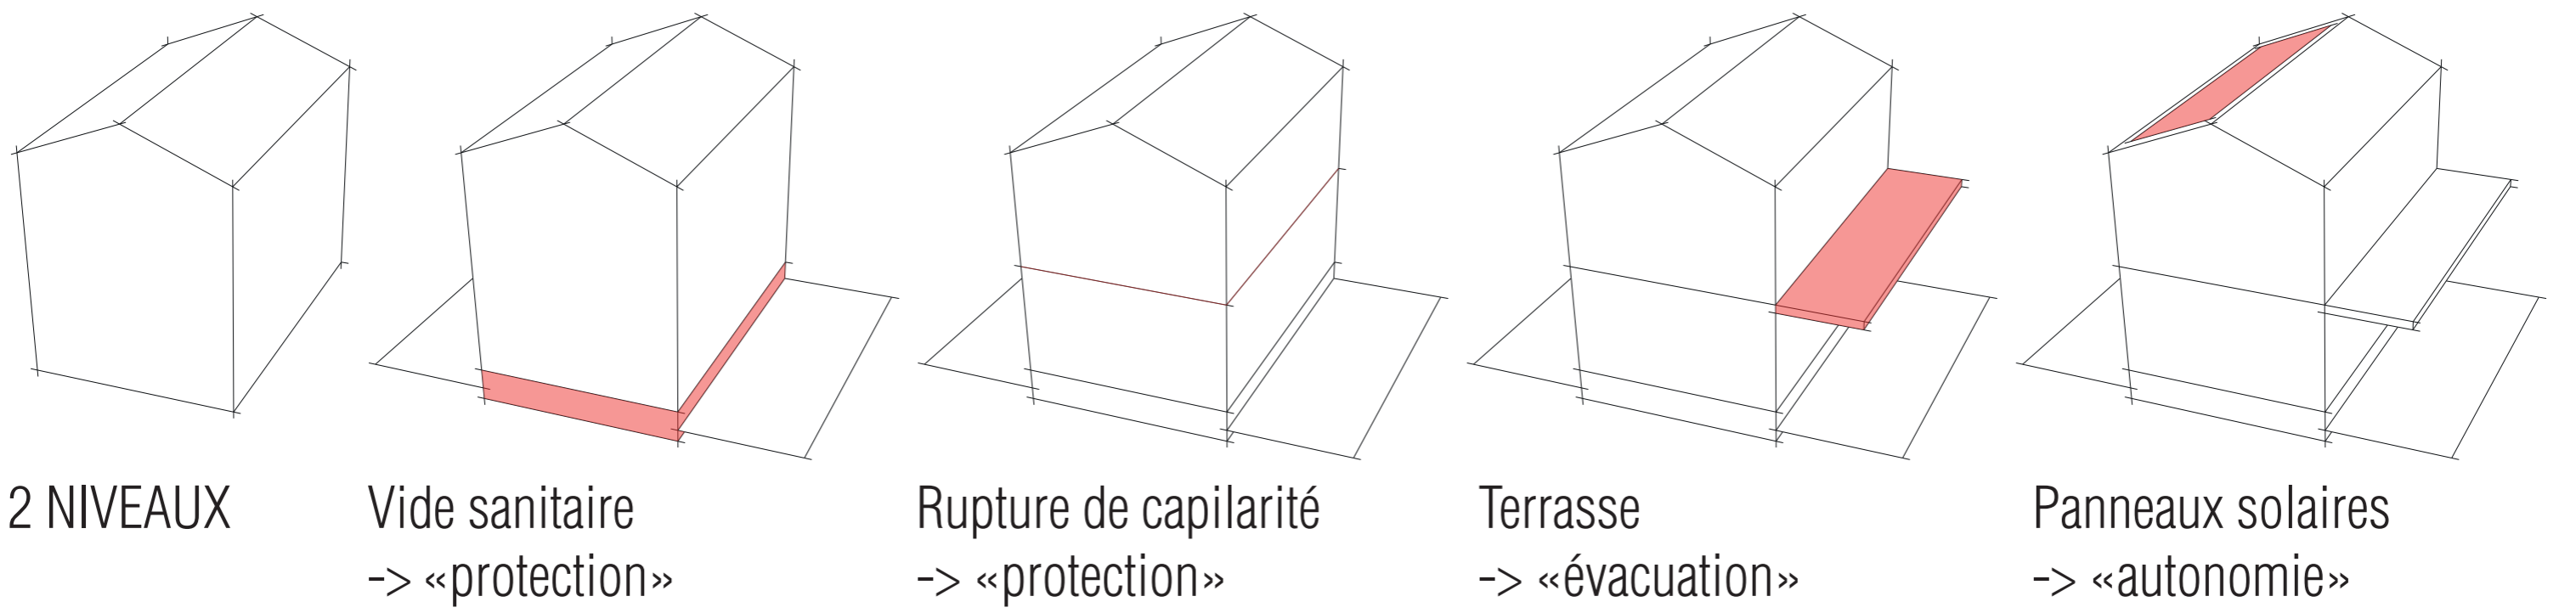 2 NIVEAUX
Vide sanitaire
-> «protection»
Rupture de capilarité
-> «protection»
Terrasse
-> «évacuation»
Panneaux solaires
-> «autonomie»